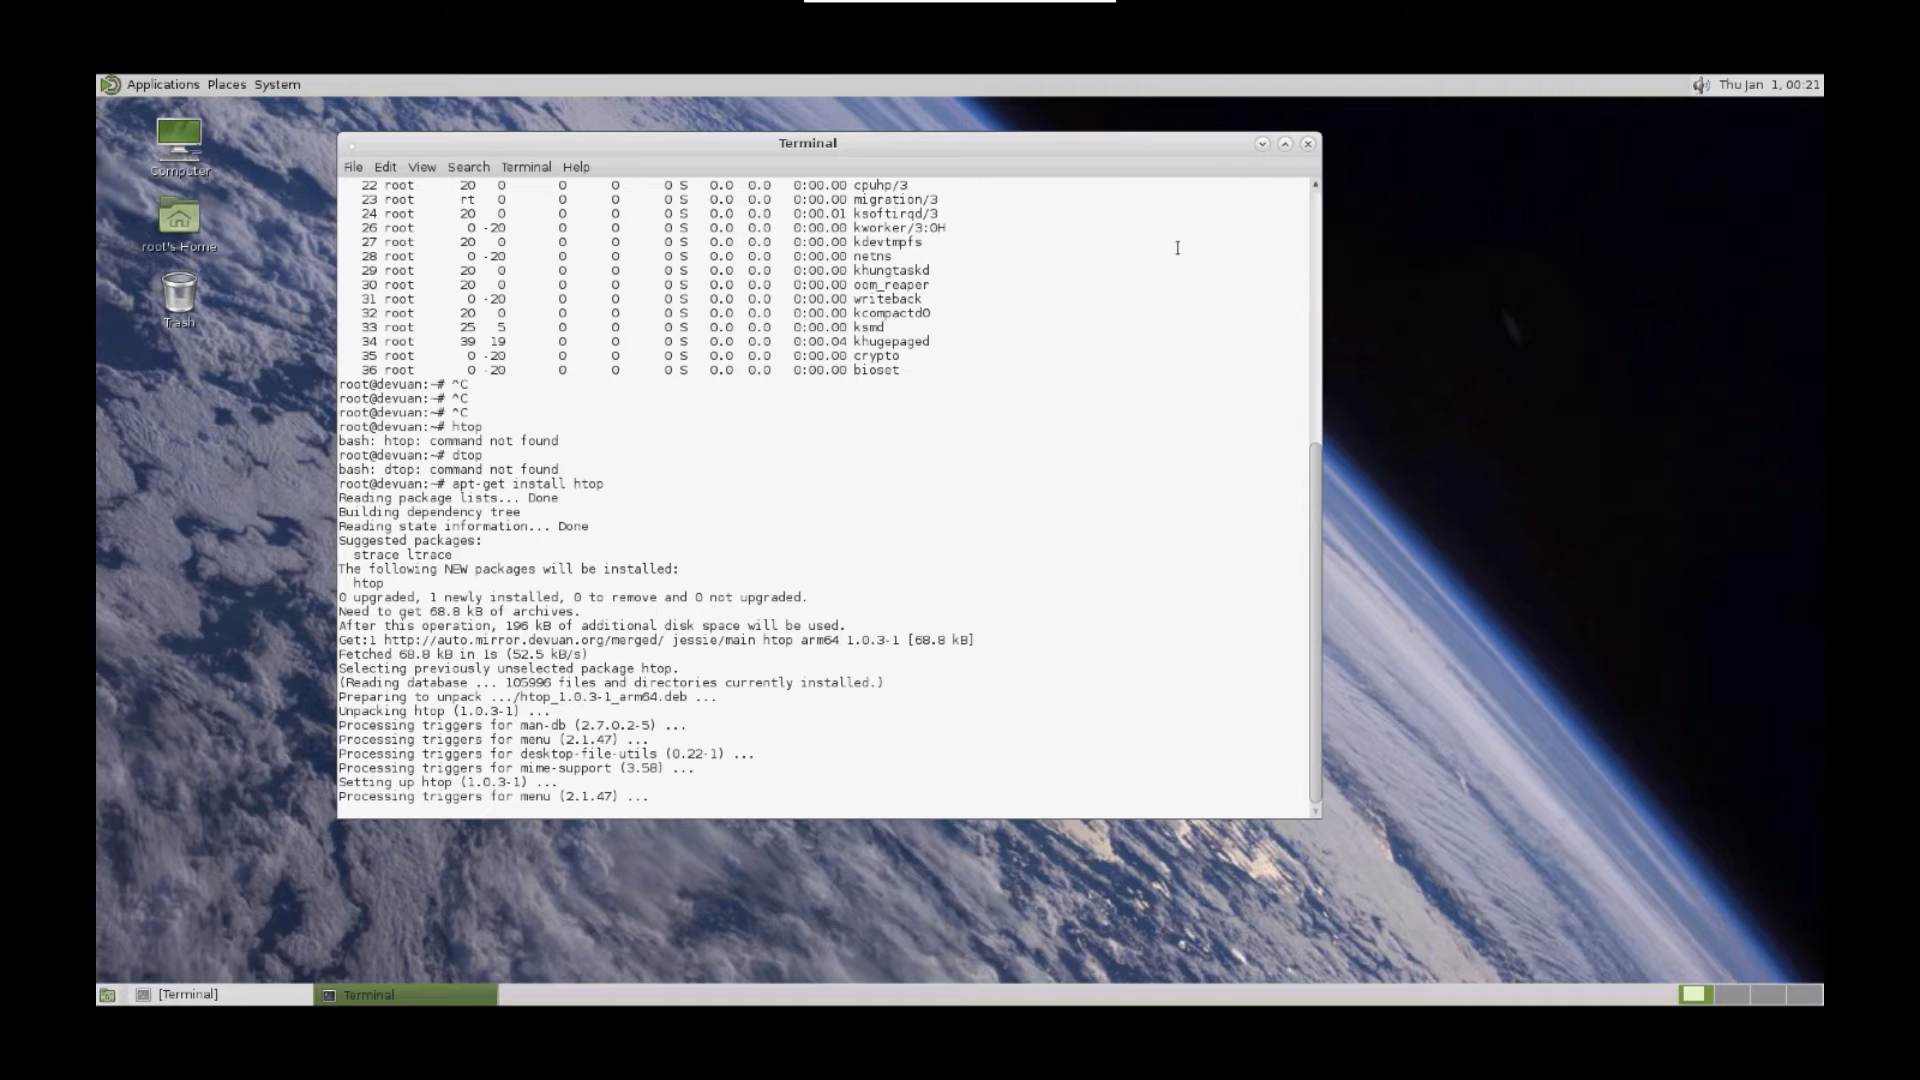 Applications Places System
Thu Jan 1, 00:21
Computer
root's Home
Trash
Terminal
File Edit View Search Terminal Help
22 root 20 0 0 0 0 S 0.0 0.0 0:00.00 cpuhp/3
23 root rt 0 0 0 0 S 0.0 0.0 0:00.00 migration/3
24 root 20 0 0 0 0 S 0.0 0.0 0:00.01 ksoftirqd/3
26 root 0 -20 0 0 0 S 0.0 0.0 0:00.00 kworker/3:0H
27 root 20 0 0 0 0 S 0.0 0.0 0:00.00 kdevtmpfs
28 root 0 -20 0 0 0 S 0.0 0.0 0:00.00 netns
29 root 20 0 0 0 0 S 0.0 0.0 0:00.00 khungtaskd
30 root 20 0 0 0 0 S 0.0 0.0 0:00.00 oom_reaper
31 root 0 -20 0 0 0 S 0.0 0.0 0:00.00 writeback
32 root 20 0 0 0 0 S 0.0 0.0 0:00.00 kcompactd0
33 root 25 5 0 0 0 S 0.0 0.0 0:00.00 ksmd
34 root 39 19 0 0 0 S 0.0 0.0 0:00.04 khugepaged
35 root 0 -20 0 0 0 S 0.0 0.0 0:00.00 crypto
36 root 0 -20 0 0 0 S 0.0 0.0 0:00.00 bioset
root@devuan:~# ^C
root@devuan:~# ^C
root@devuan:~# ^C
root@devuan:~# htop
bash: htop: command not found
root@devuan:~# dtop
bash: dtop: command not found
root@devuan:~# apt-get install htop
Reading package lists... Done
Building dependency tree
Reading state information... Done
Suggested packages:
strace ltrace
The following NEW packages will be installed:
htop
0 upgraded, 1 newly installed, 0 to remove and 0 not upgraded.
Need to get 68.8 kB of archives.
After this operation, 196 kB of additional disk space will be used.
Get:1 http://auto.mirror.devuan.org/merged/ jessie/main htop arm64 1.0.3-1 [68.8 kB]
Fetched 68.8 kB in 1s (52.5 kB/s)
Selecting previously unselected package htop.
(Reading database ... 105996 files and directories currently installed.)
Preparing to unpack .../htop_1.0.3-1_arm64.deb ...
Unpacking htop (1.0.3-1) ...
Processing triggers for man-db (2.7.0.2-5) ...
Processing triggers for menu (2.1.47) ...
Processing triggers for desktop-file-utils (0.22-1) ...
Processing triggers for mime-support (3.58) ...
Setting up htop (1.0.3-1) ...
Processing triggers for menu (2.1.47) ...
[Terminal]
Terminal